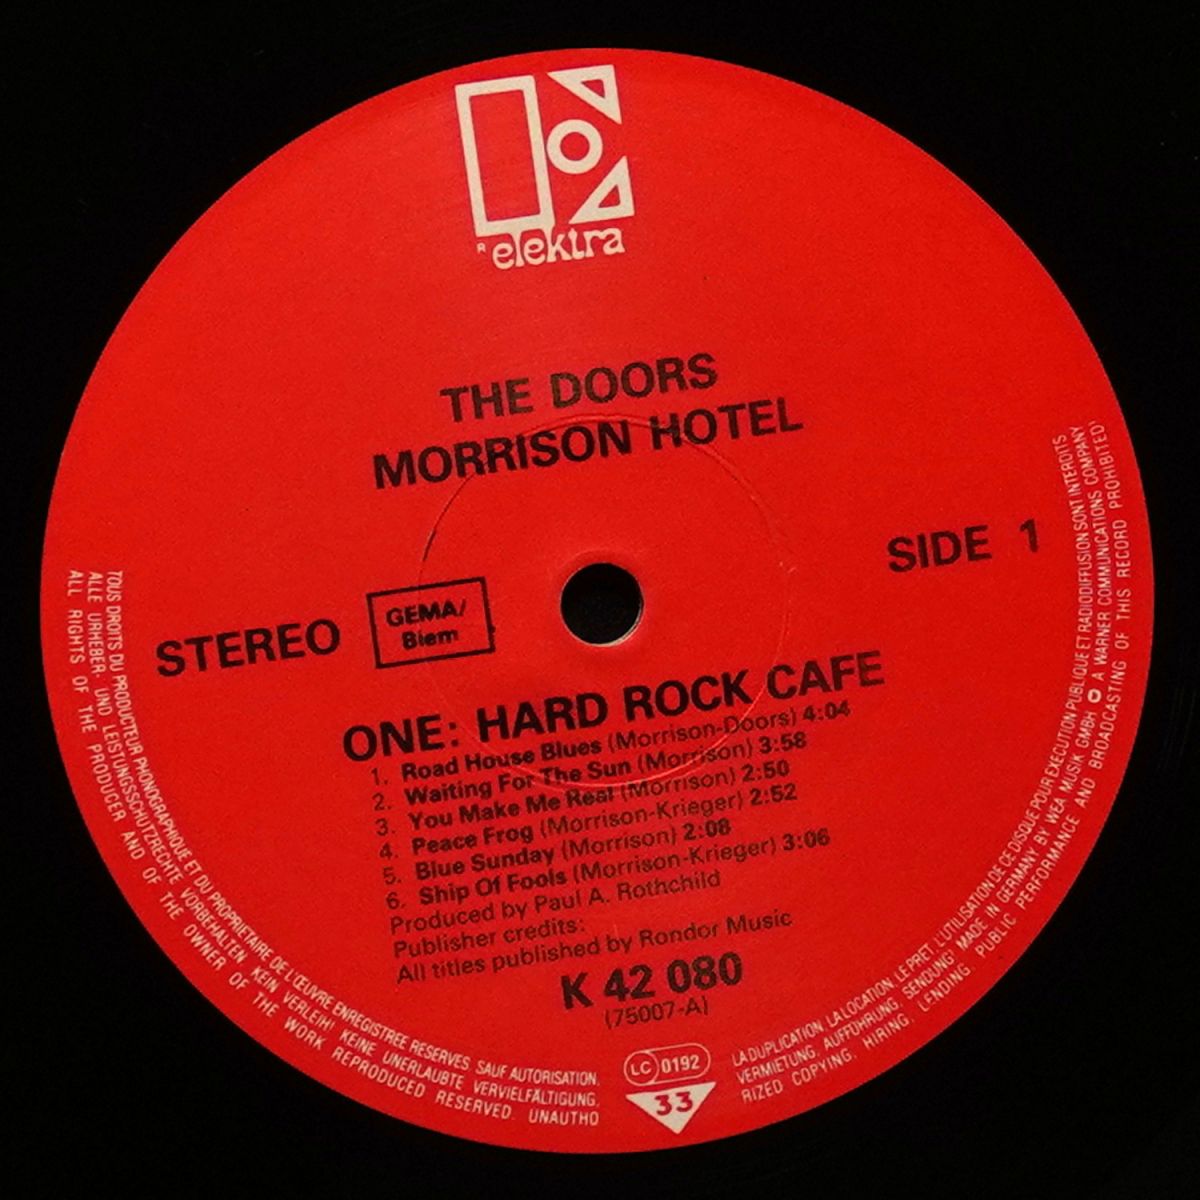 R elektra
THE DOORS
MORRISON HOTEL
SIDE 1
STEREO
GEMA/
Biem
ONE: HARD ROCK CAFE
1. Road House Blues (Morrison-Doors) 4:04
2. Waiting For The Sun (Morrison) 3:58
3. You Make Me Real (Morrison) 2:50
4. Peace Frog (Morrison-Krieger) 2:52
5. Blue Sunday (Morrison) 2:08
6. Ship Of Fools (Morrison-Krieger) 3:06
Produced by Paul A. Rothchild
Publisher credits:
All titles published by Rondor Music
K 42 080
(75007-A)
LC 0192
33
TOUS DROITS DU PRODUCTEUR PHONOGRAPHIQUE ET DU PROPRIETAIRE DE L'ŒUVRE ENREGISTREE RESERVES. SAUF AUTORISATION,
LA DUPLICATION, LA LOCATION, LE PRET, L'UTILISATION DE CE DISQUE POUR EXECUTION PUBLIQUE ET RADIODIFFUSION SONT INTERDITS
ALLE URHEBER- UND LEISTUNGSSCHUTZRECHTE VORBEHALTEN KEIN VERLEIH! KEINE UNERLAUBTE VERVIELFÄLTIGUNG,
VERMIETUNG, AUFFÜHRUNG, SENDUNG! MADE IN GERMANY BY WEA MUSIK GMBH A WARNER COMMUNICATIONS COMPANY
ALL RIGHTS OF THE PRODUCER AND OF THE OWNER OF THE WORK REPRODUCED RESERVED. UNAUTHO
RIZED COPYING, HIRING, LENDING, PUBLIC PERFORMANCE AND BROADCASTING OF THIS RECORD PROHIBITED